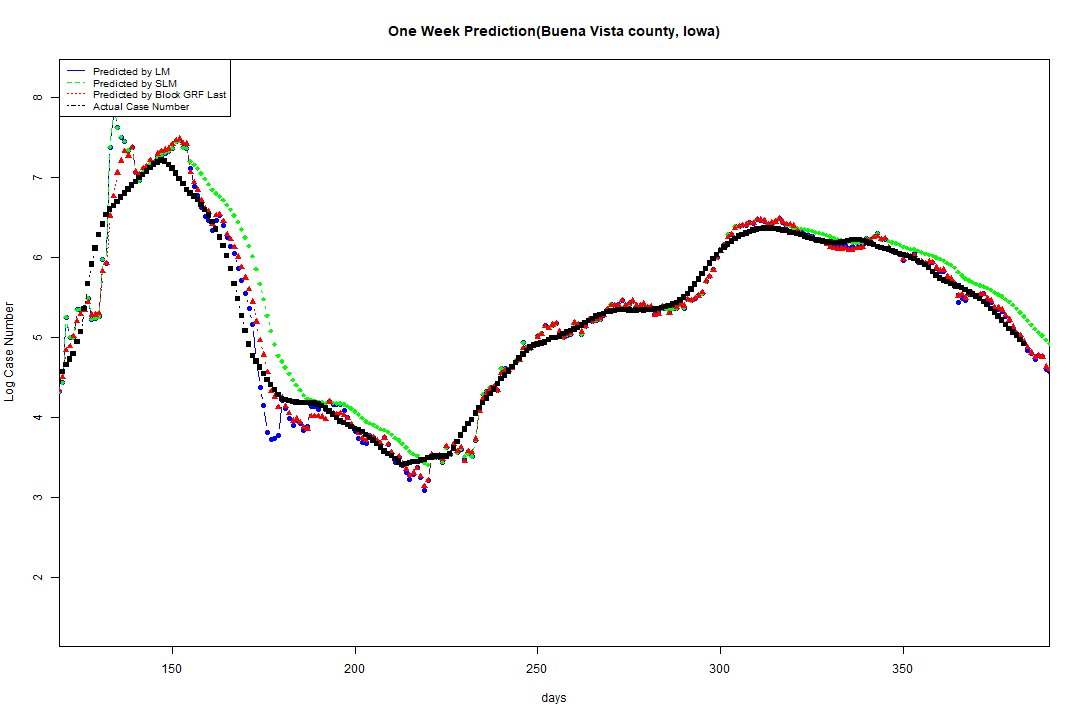 One Week Prediction(Buena Vista county, Iowa)
Predicted by LM
Predicted by SLM
Predicted by Block GRF Last
Actual Case Number
Log Case Number
8
7
6
5
4
3
2
150 200 250 300 350
days